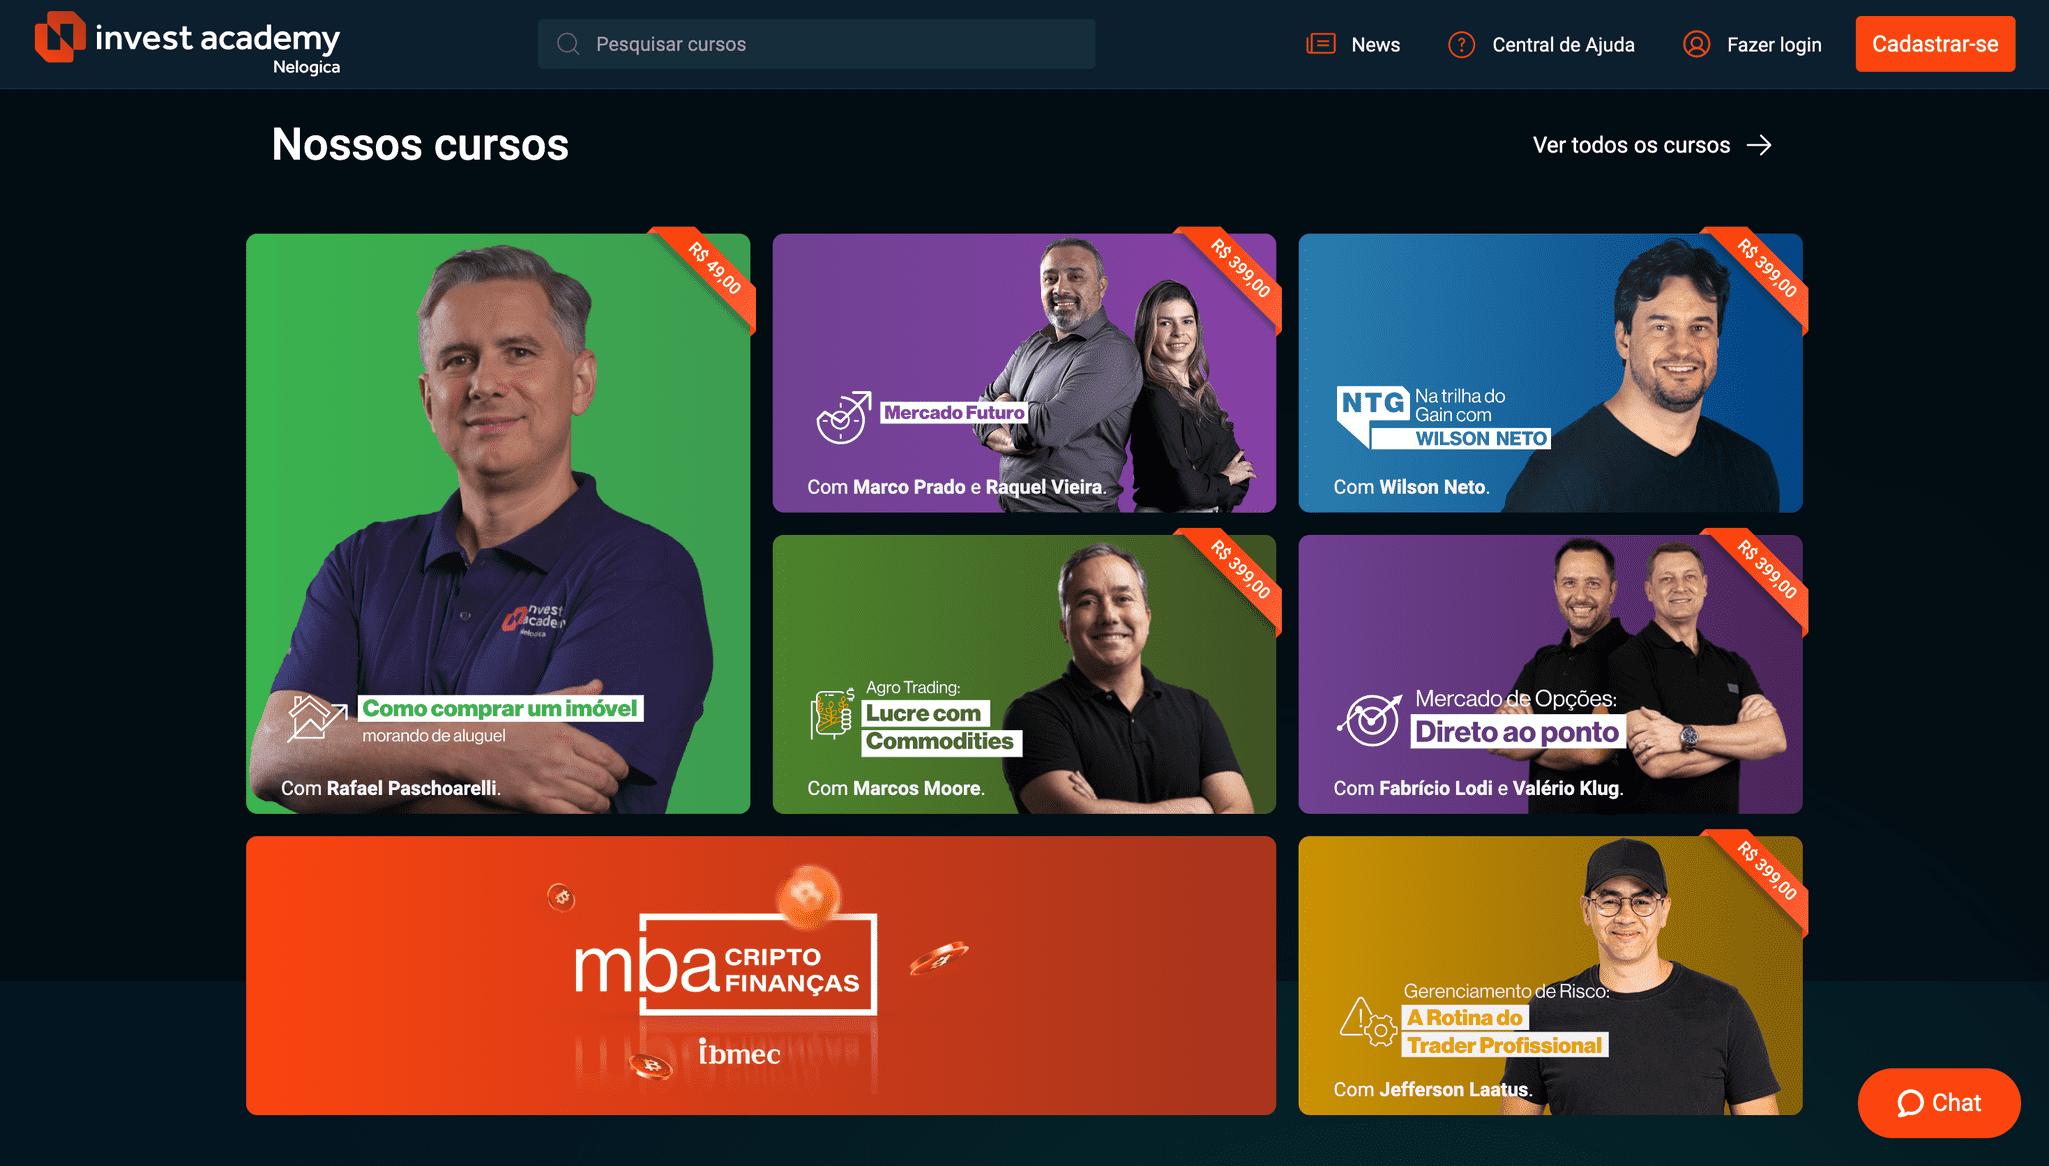 invest academy
Nelogica
Pesquisar cursos
News
Central de Ajuda
Fazer login
Cadastrar-se
Nossos cursos
Ver todos os cursos
R$ 49,00
nvest
academ
Nelogica
Como comprar um imóvel
morando de aluguel
Com Rafael Paschoarelli.
R$ 399,00
Mercado Futuro
Com Marco Prado e Raquel Vieira.
R$ 399,00
NTG
Na trilha do
Gain com
WILSON NETO
Com Wilson Neto.
R$ 399,00
Agro Trading:
Lucre com
Commodities
Com Marcos Moore.
R$ 399,00
Mercado de Opções:
Direto ao ponto
Com Fabrício Lodi e Valério Klug.
mba CRIPTO
FINANÇAS
ibmec
R$ 399,00
Gerenciamento de Risco:
A Rotina do
Trader Profissional
Com Jefferson Laatus.
Chat